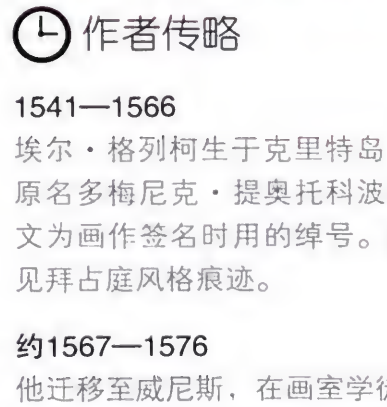 作者传略
1541—1566
埃尔·格列柯生于克里特岛
原名多梅尼克·提奥托科波
文为画作签名时用的绰号。
见拜占庭风格痕迹。
约1567—1576
他迁移至威尼斯，在画室学徒